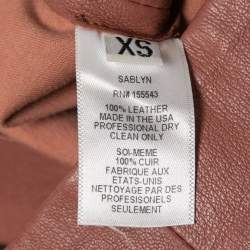 XS
SABLYN
RN# 155543
100% LEATHER
MADE IN USA
PROFESSIONAL DRY
CLEAN ONLY
SOI-MEME
100% CUIR
FABRIQUE AUX
ETATS-UNIS
NETTOYAGE PAR DES
PROFESIONELS
SEULEMENT